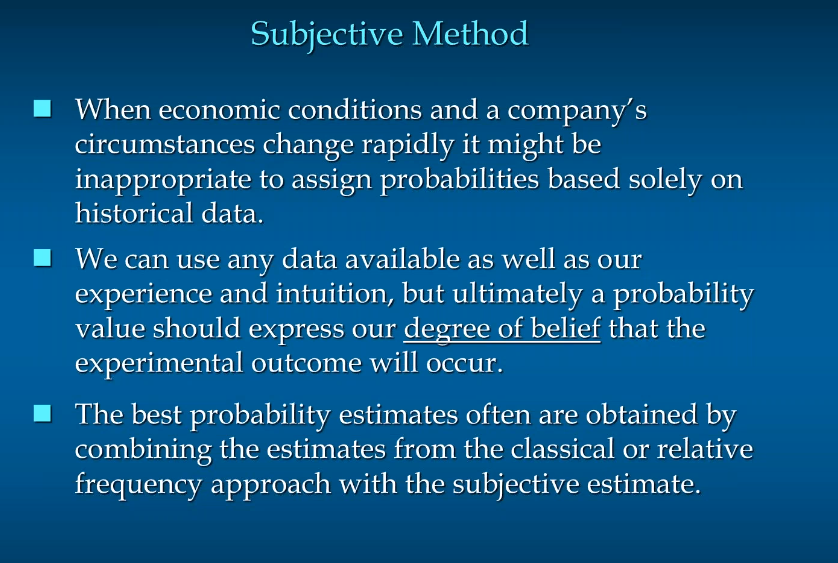 Subjective Method
When economic conditions and a company’s
circumstances change rapidly it might be
inappropriate to assign probabilities based solely on
historical data.
We can use any data available as well as our
experience and intuition, but ultimately a probability
value should express our degree of belief that the
experimental outcome will occur.
The best probability estimates often are obtained by
combining the estimates from the classical or relative
frequency approach with the subjective estimate.